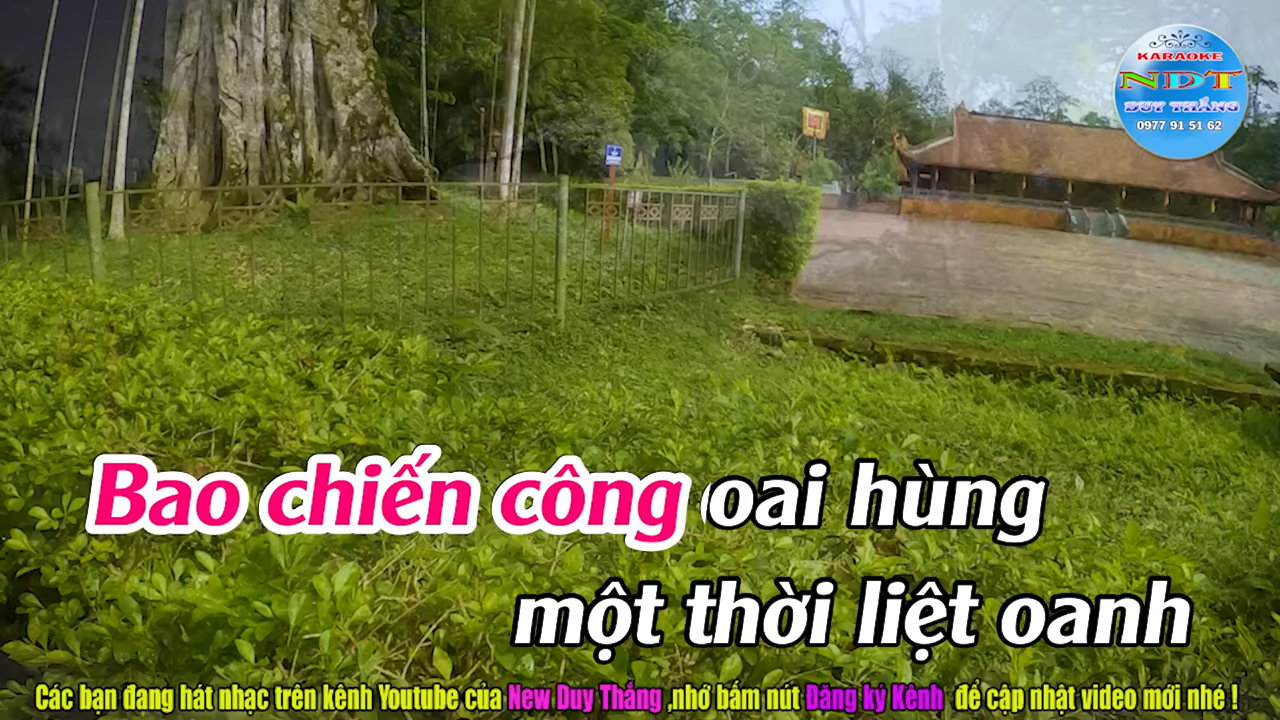 KARAOKE
NDT
DUY THẮNG
0977 91 51 62
Bao chiến công oai hùng
một thời liệt oanh
Các bạn đang hát nhạc trên kênh Youtube của New Duy Thắng ,nhớ bấm nút Đăng ký Kênh để cập nhật video mới nhé !